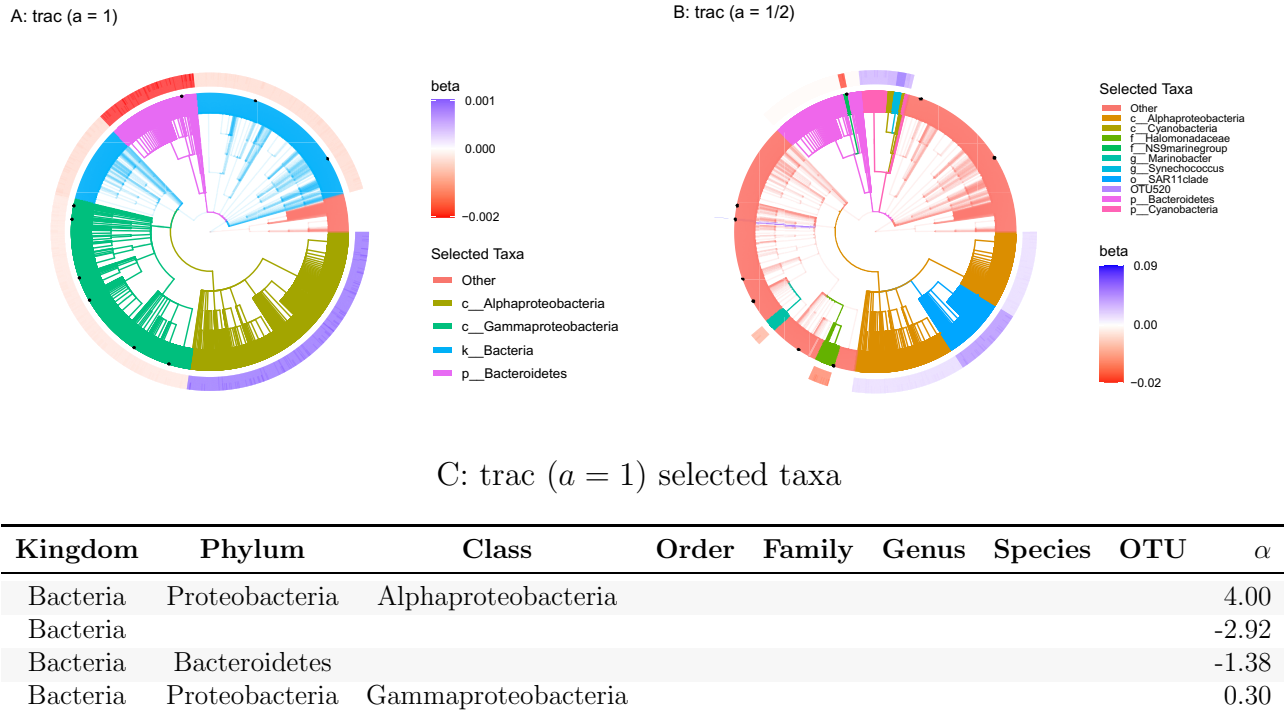 A: trac (a = 1)
beta
0.001
0.000
−0.002
Selected Taxa
Other
c__Alphaproteobacteria
c__Gammaproteobacteria
k__Bacteria
p__Bacteroidetes
B: trac (a = 1/2)
Selected Taxa
Other
c__Alphaproteobacteria
c__Cyanobacteria
f__Halomonadaceae
f__NS9marinegroup
g__Marinobacter
g__Synechococcus
o__SAR11clade
OTU520
p__Bacteroidetes
p__Cyanobacteria
beta
0.09
0.00
−0.02
C: trac (a = 1) selected taxa
Kingdom Phylum Class Order Family Genus Species OTU α
Bacteria Proteobacteria Alphaproteobacteria 4.00
Bacteria -2.92
Bacteria Bacteroidetes -1.38
Bacteria Proteobacteria Gammaproteobacteria 0.30